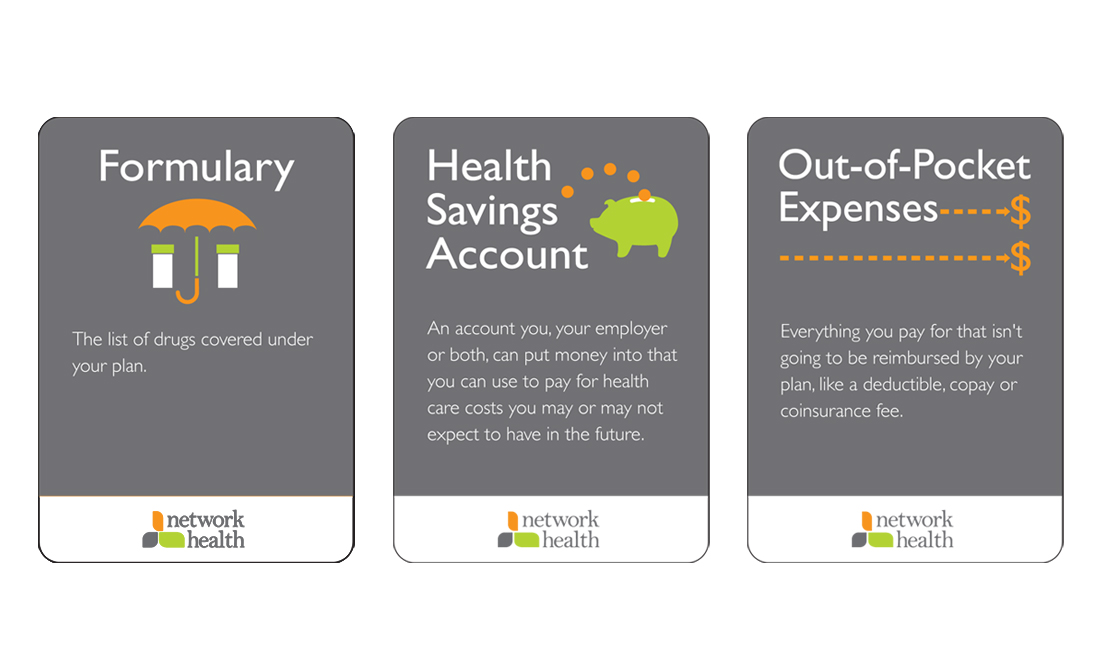 Formulary
The list of drugs covered under
your plan.
network
health
Health
Savings
Account
An account you, your employer
or both, can put money into that
you can use to pay for health
care costs you may or may not
expect to have in the future.
network
health
Out-of-Pocket
Expenses $
$
Everything you pay for that isn't
going to be reimbursed by your
plan, like a deductible, copay or
coinsurance fee.
network
health